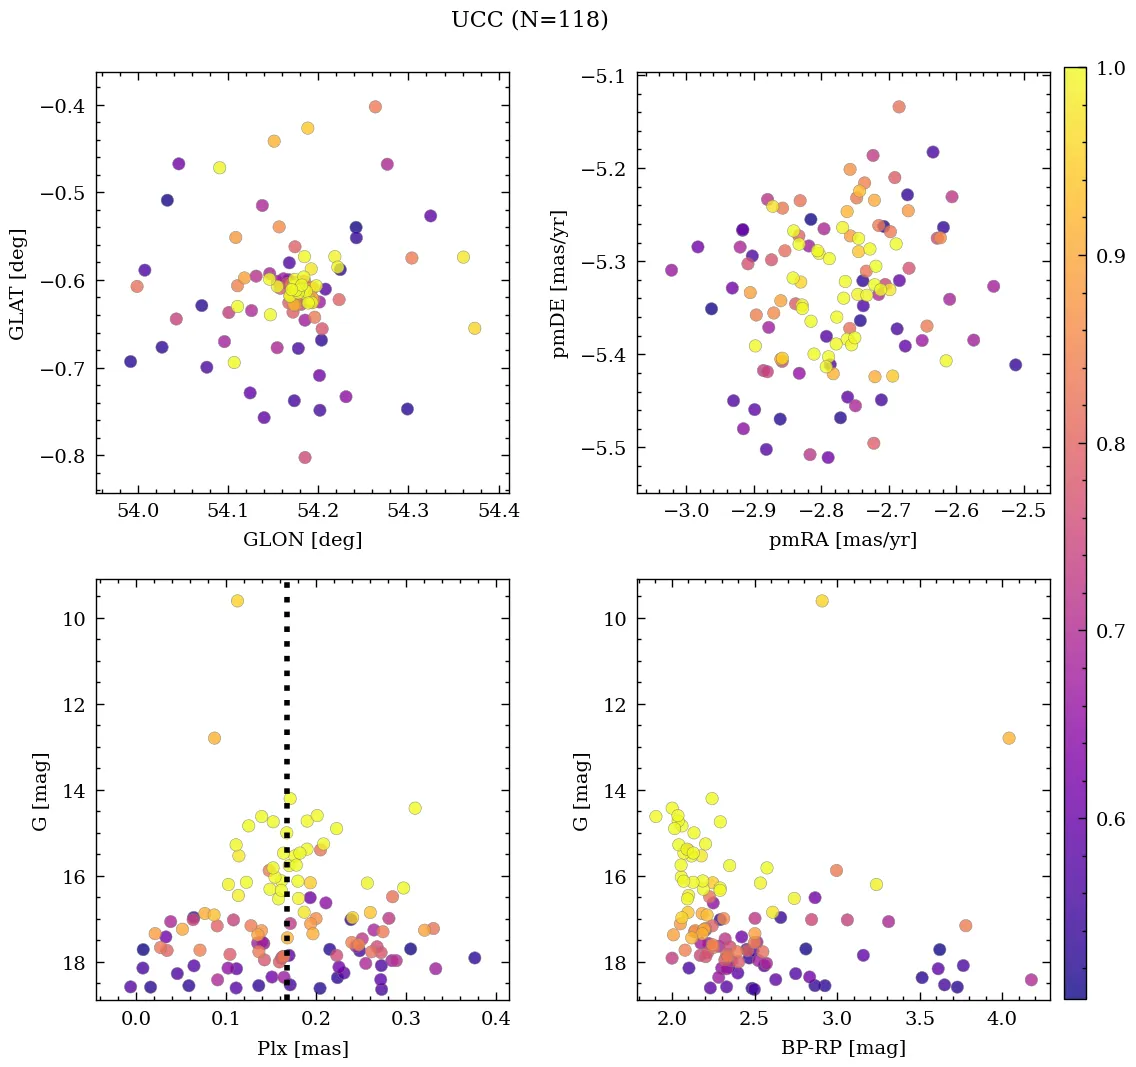 UCC (N=118)
−0.4
−0.5
−0.6
−0.7
−0.8
GLAT [deg]
54.0 54.1 54.2 54.3 54.4
GLON [deg]
−5.1
−5.2
−5.3
−5.4
−5.5
pmDE [mas/yr]
−3.0 −2.9 −2.8 −2.7 −2.6 −2.5
pmRA [mas/yr]
10
12
14
16
18
G [mag]
0.0 0.1 0.2 0.3 0.4
Plx [mas]
10
12
14
16
18
G [mag]
2.0 2.5 3.0 3.5 4.0
BP-RP [mag]
1.0
0.9
0.8
0.7
0.6